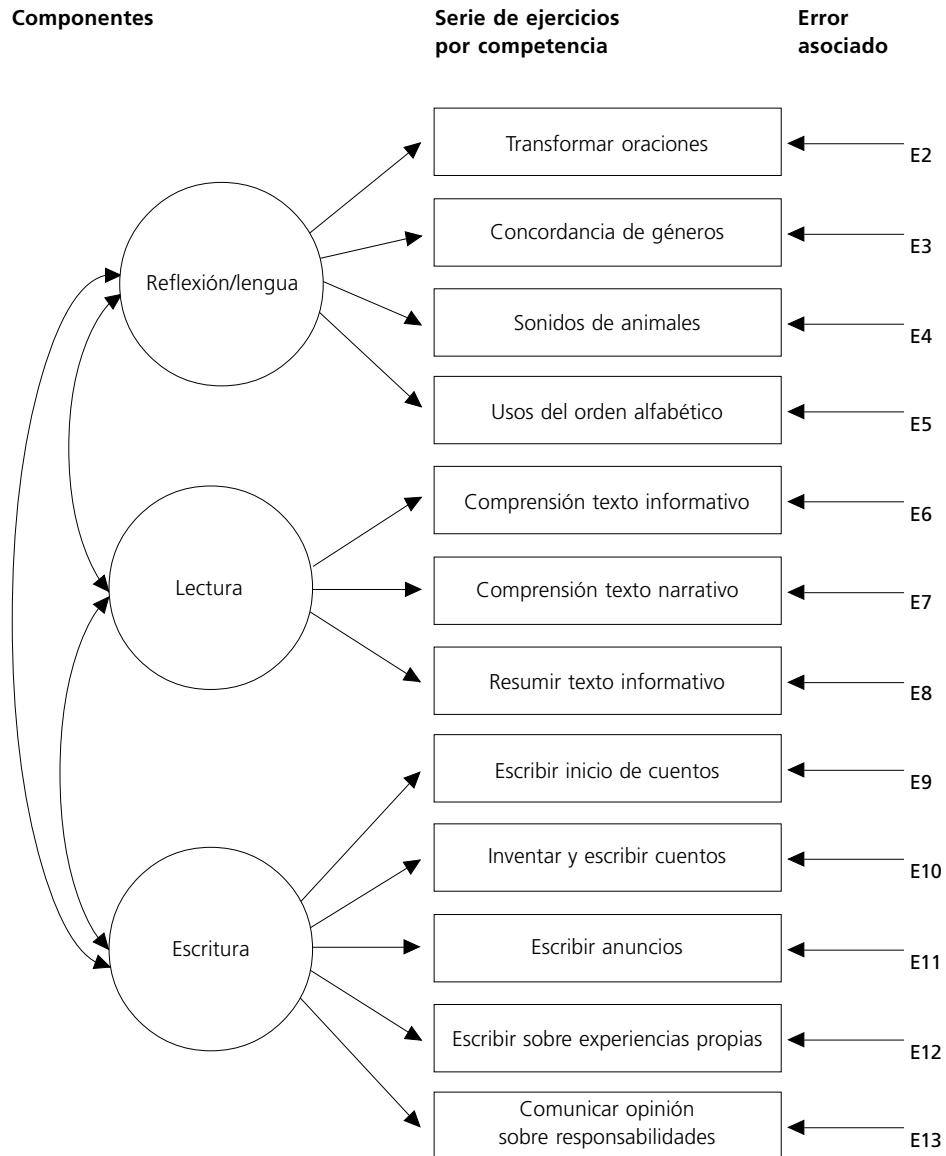 Componentes
Serie de ejercicios
por competencia
Error
asociado
Transformar oraciones
E2
Concordancia de géneros
E3
Reflexión/lengua
Sonidos de animales
E4
Usos del orden alfabético
E5
Comprensión texto informativo
E6
Lectura
Comprensión texto narrativo
E7
Resumir texto informativo
E8
Escribir inicio de cuentos
E9
Inventar y escribir cuentos
E10
Escritura
Escribir anuncios
E11
Escribir sobre experiencias propias
E12
Comunicar opinión
sobre responsabilidades
E13